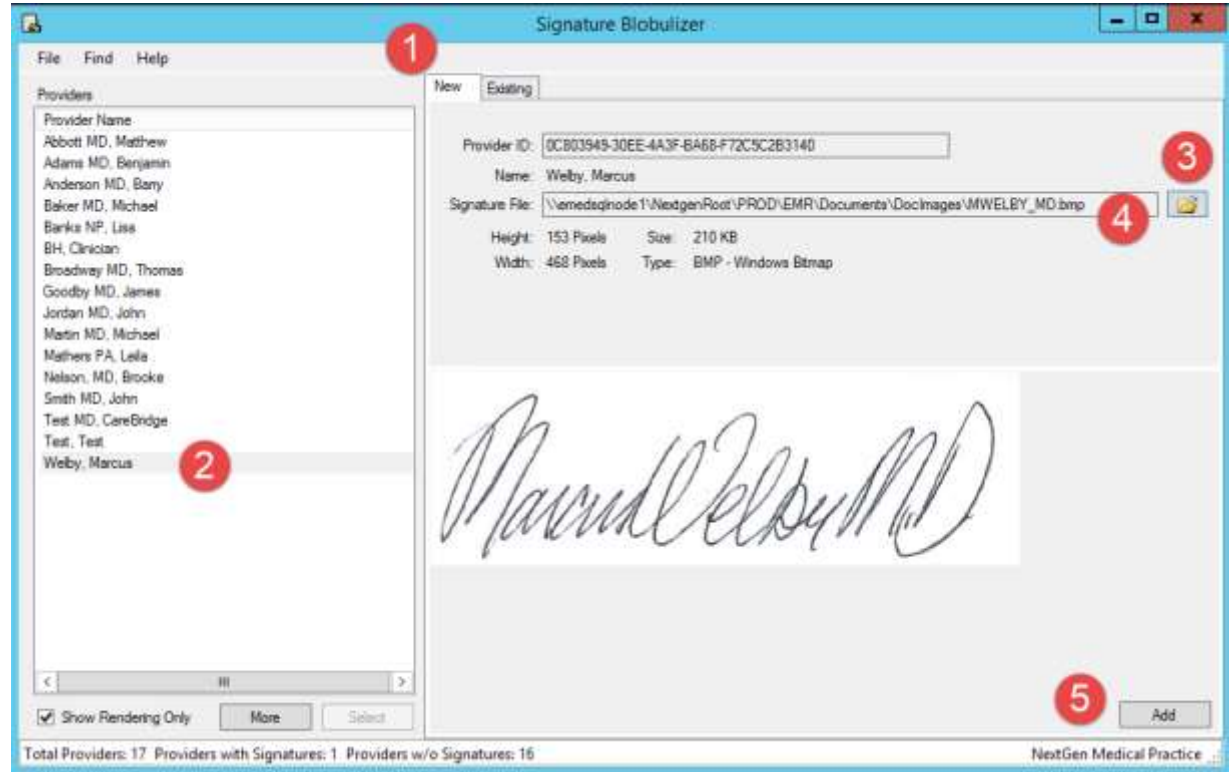 Signature Blobulizer
1
File Find Help
New Existing
Providers
Provider Name
Abbott MD, Matthew
Adams MD, Benjamin
Anderson MD, Barry
Baker MD, Michael
Banks NP, Lisa
BH, Clinician
Broadway MD, Thomas
Goodby MD, James
Jordan MD, John
Martin MD, Michael
Mathers PA, Leila
Nelson, MD, Brooke
Smith MD, John
Test MD, CareBridge
Test, Test
Welby, Marcus
2
Show Rendering Only More Select
Provider ID: 0C803949-30EE-4A3F-BA68-F72C5C2B3140
3
Name: Welby, Marcus
Signature File: \\emedsqlnode1\NextgenRoot\PROD\EMR\Documents\DocImages\MWELBY_MD.bmp
4
Height: 153 Pixels Size: 210 KB
Width: 468 Pixels Type: BMP - Windows Bitmap
Marcus Welby M.D.
5
Add
Total Providers: 17 Providers with Signatures: 1 Providers w/o Signatures: 16 NextGen Medical Practice